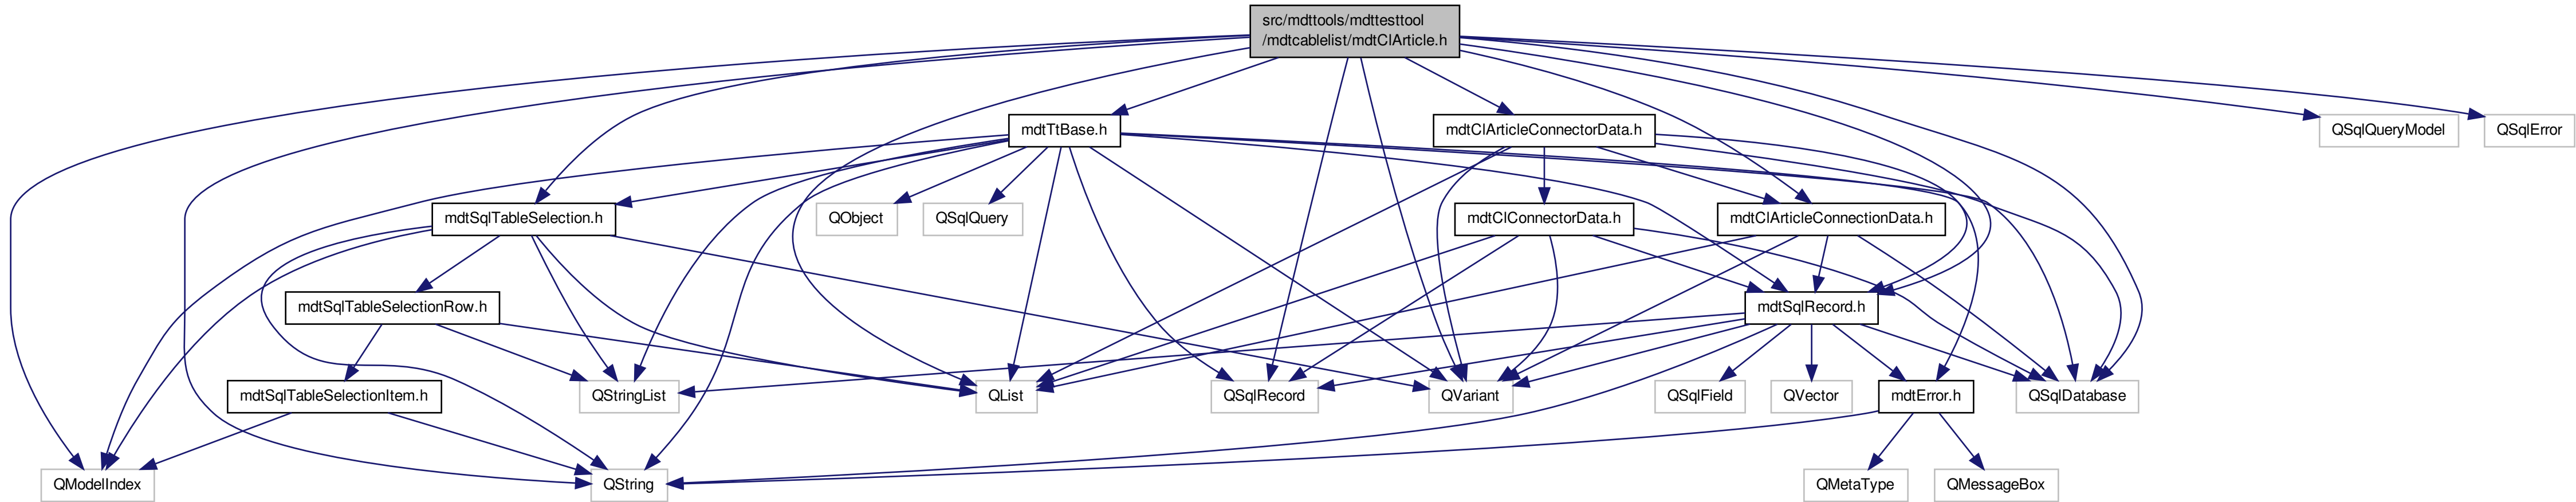 src/mdttools/mdttesttool
/mdtcablelist/mdtClArticle.h
mdtTtBase.h
mdtClArticleConnectorData.h
QSqlQueryModel
QSqlError
mdtSqlTableSelection.h
QObject
QSqlQuery
mdtClConnectorData.h
mdtClArticleConnectionData.h
mdtSqlTableSelectionRow.h
mdtSqlRecord.h
mdtSqlTableSelectionItem.h
QStringList
QList
QSqlRecord
QVariant
QSqlField
QVector
mdtError.h
QSqlDatabase
QModelIndex
QString
QMetaType
QMessageBox